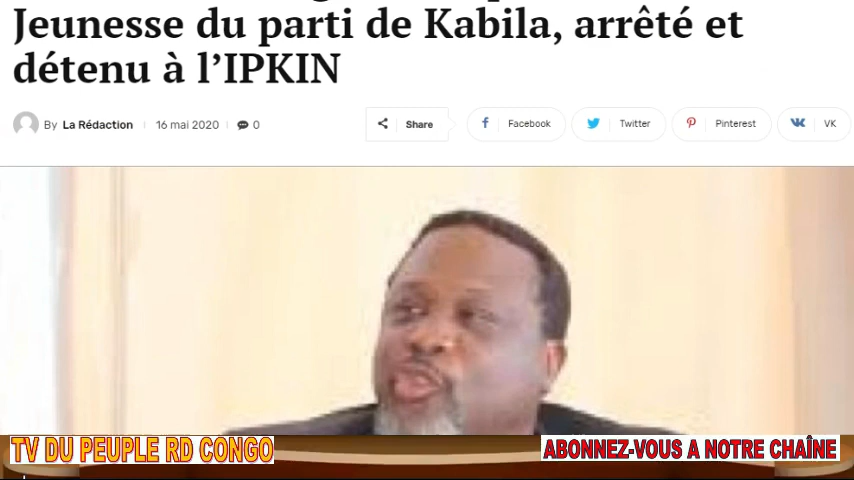 Jeunesse du parti de Kabila, arrêté et
détenu à l'IPKIN
By La Rédaction 16 mai 2020 0 Share Facebook Twitter Pinterest VK
TV DU PEUPLE RD CONGO ABONNEZ-VOUS A NOTRE CHAÎNE